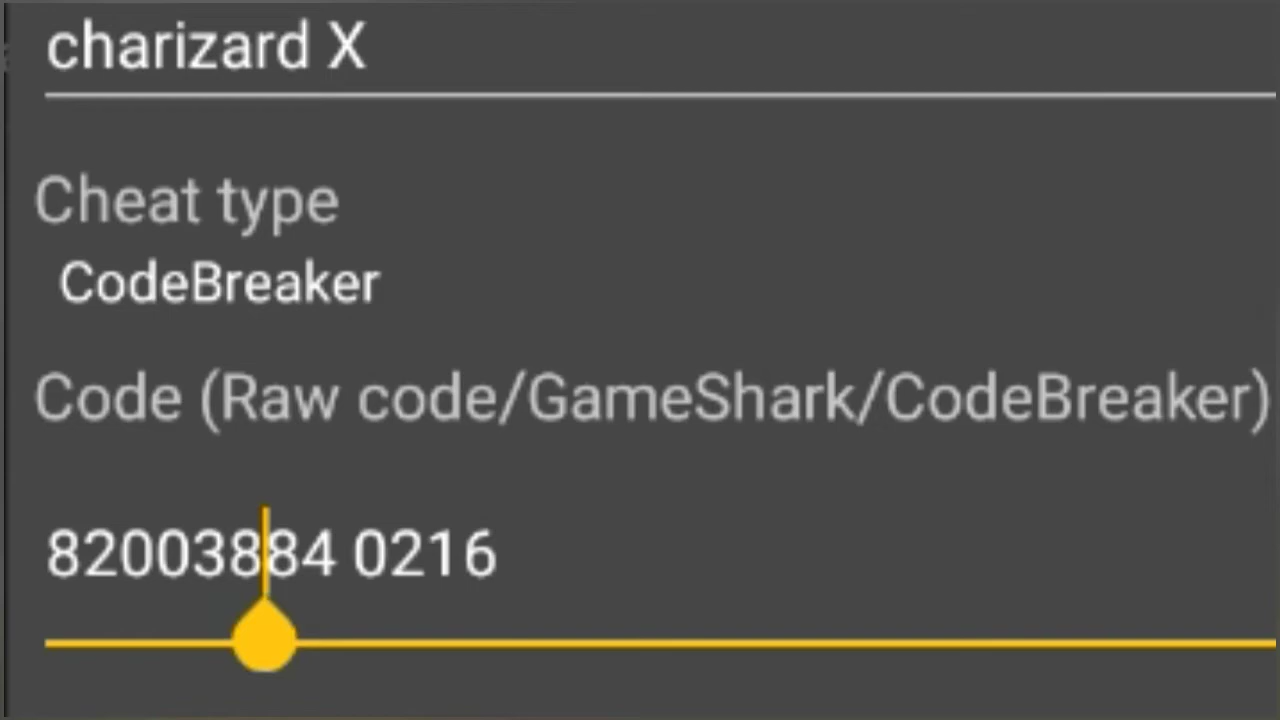 charizard X
Cheat type
CodeBreaker
Code (Raw code/GameShark/CodeBreaker)
82003884 0216